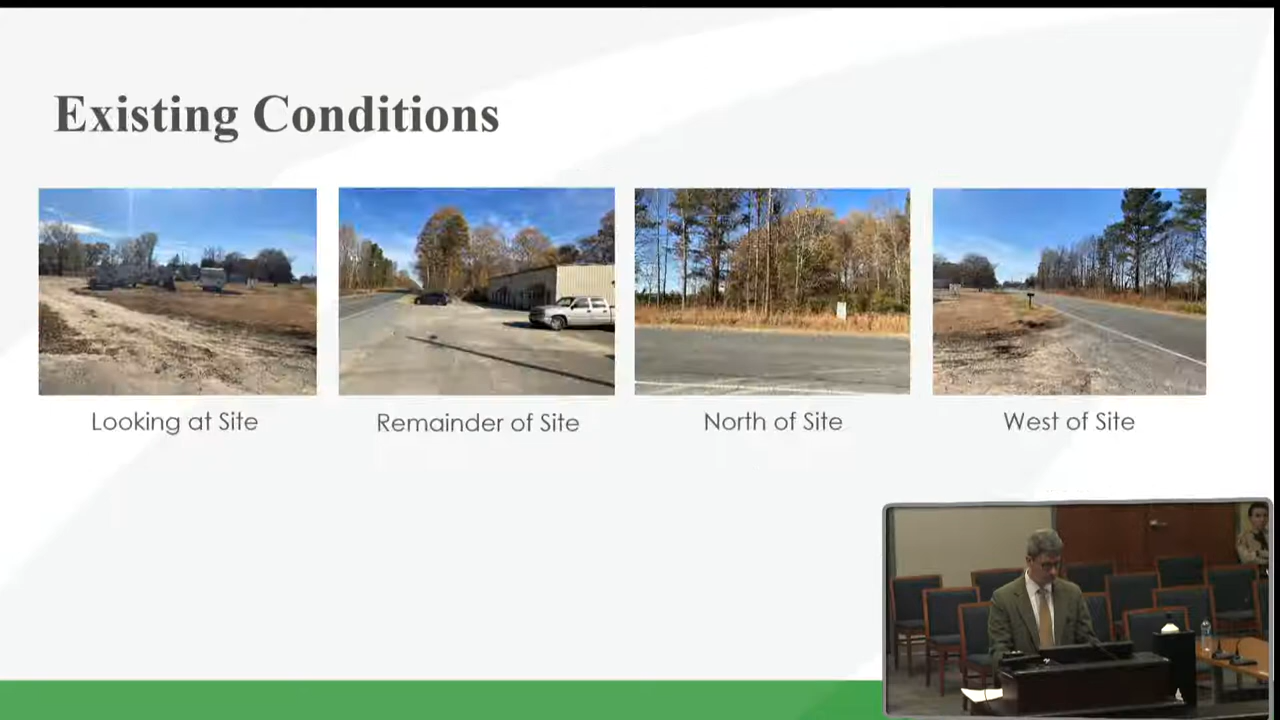 Existing Conditions
Looking at Site
Remainder of Site
North of Site
West of Site